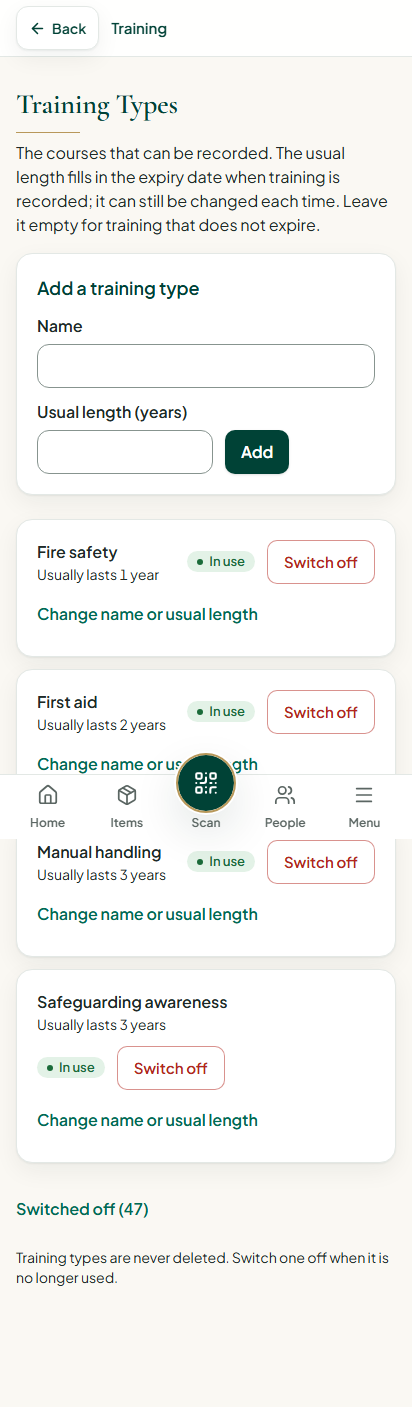 Back
Training
Training Types
The courses that can be recorded. The usual
length fills in the expiry date when training is
recorded; it can still be changed each time. Leave
it empty for training that does not expire.
Add a training type
Name
Usual length (years)
Add
Fire safety
Usually lasts 1 year
In use
Switch off
Change name or usual length
First aid
Usually lasts 2 years
In use
Switch off
Change name or usual length
Home
Items
Scan
People
Menu
Manual handling
Usually lasts 3 years
In use
Switch off
Change name or usual length
Safeguarding awareness
Usually lasts 3 years
In use
Switch off
Change name or usual length
Switched off (47)
Training types are never deleted. Switch one off when it is
no longer used.